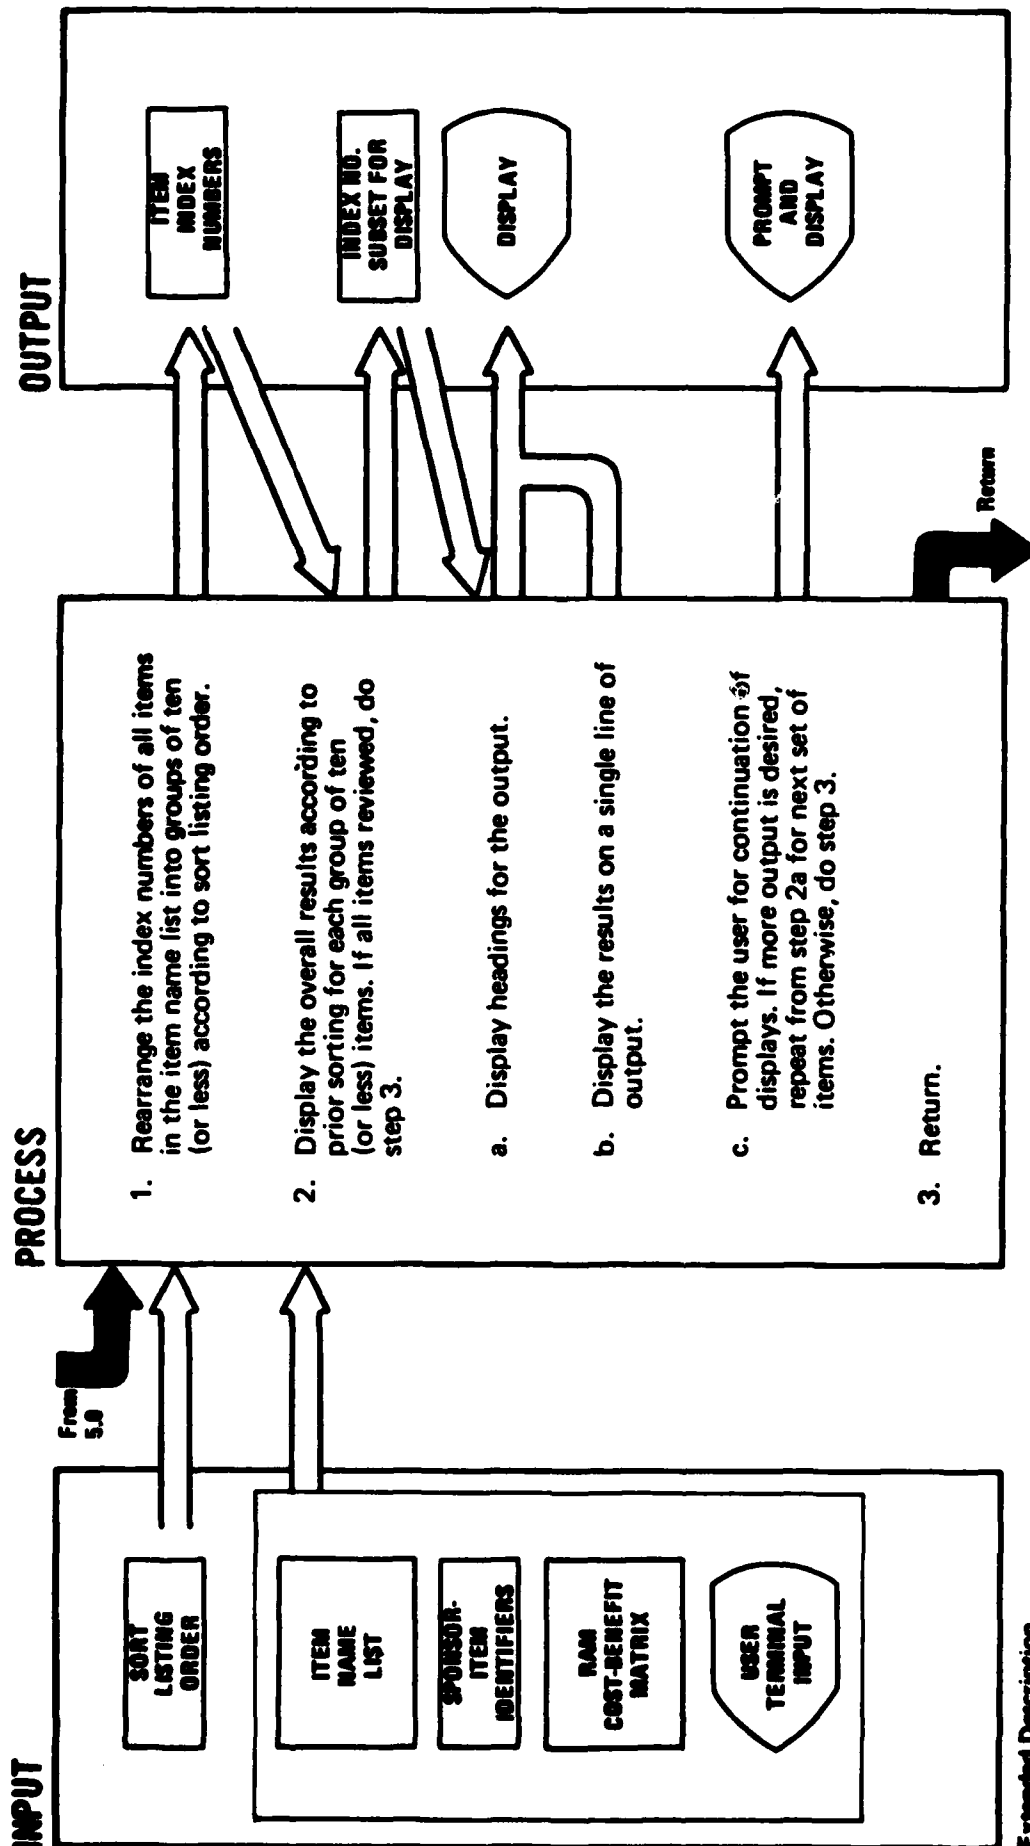 INPUT
SORT
LISTING
ORDER
ITEM
NAME
LIST
SPONSOR-
ITEM
IDENTIFIERS
RAM
COST-BENEFIT
MATRIX
USER
TERMINAL
INPUT
Extended Description
From
5.0
PROCESS
1. Rearrange the index numbers of all items
in the item name list into groups of ten
(or less) according to sort listing order.
2. Display the overall results according to
prior sorting for each group of ten
(or less) items. If all items reviewed, do
step 3.
a. Display headings for the output.
b. Display the results on a single line of
output.
c. Prompt the user for continuation of
displays. If more output is desired,
repeat from step 2a for next set of
items. Otherwise, do step 3.
3. Return.
Return
OUTPUT
ITEM
INDEX
NUMBERS
INDEX NO.
SUBSET FOR
DISPLAY
DISPLAY
PROMPT
AND
DISPLAY